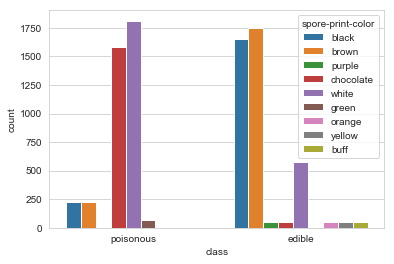 spore-print-color
black
brown
purple
chocolate
white
green
orange
yellow
buff
1750
1500
1250
1000
750
500
250
0
count
poisonous
edible
class